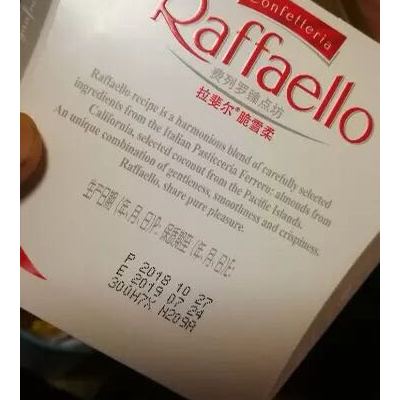 Confetteria
Raffaello
费列罗臻点坊
拉斐尔®脆雪柔
Raffaello recipe is a harmonious blend of carefully selected
ingredients from the Italian Pasticceria Ferrero: almonds from
California, selected coconut from the Pacific Islands.
An unique combination of gentleness, smoothness and crispiness.
Raffaello, share pure pleasure.
生产日期(年、月、日)P: 保质期至(年、月、日)E:
P 2018 10 27
E 2019 07 24
300H7X H209A